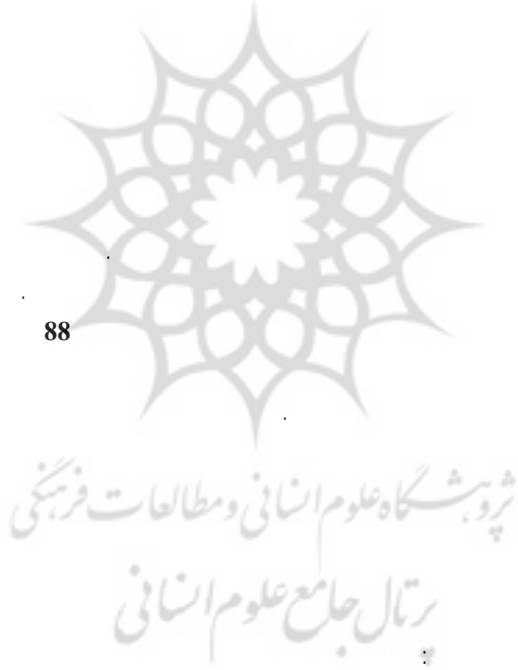 88
پژوهشگاه علوم انسانی و مطالعات فرهنگی
پرتال جامع علوم انسانی